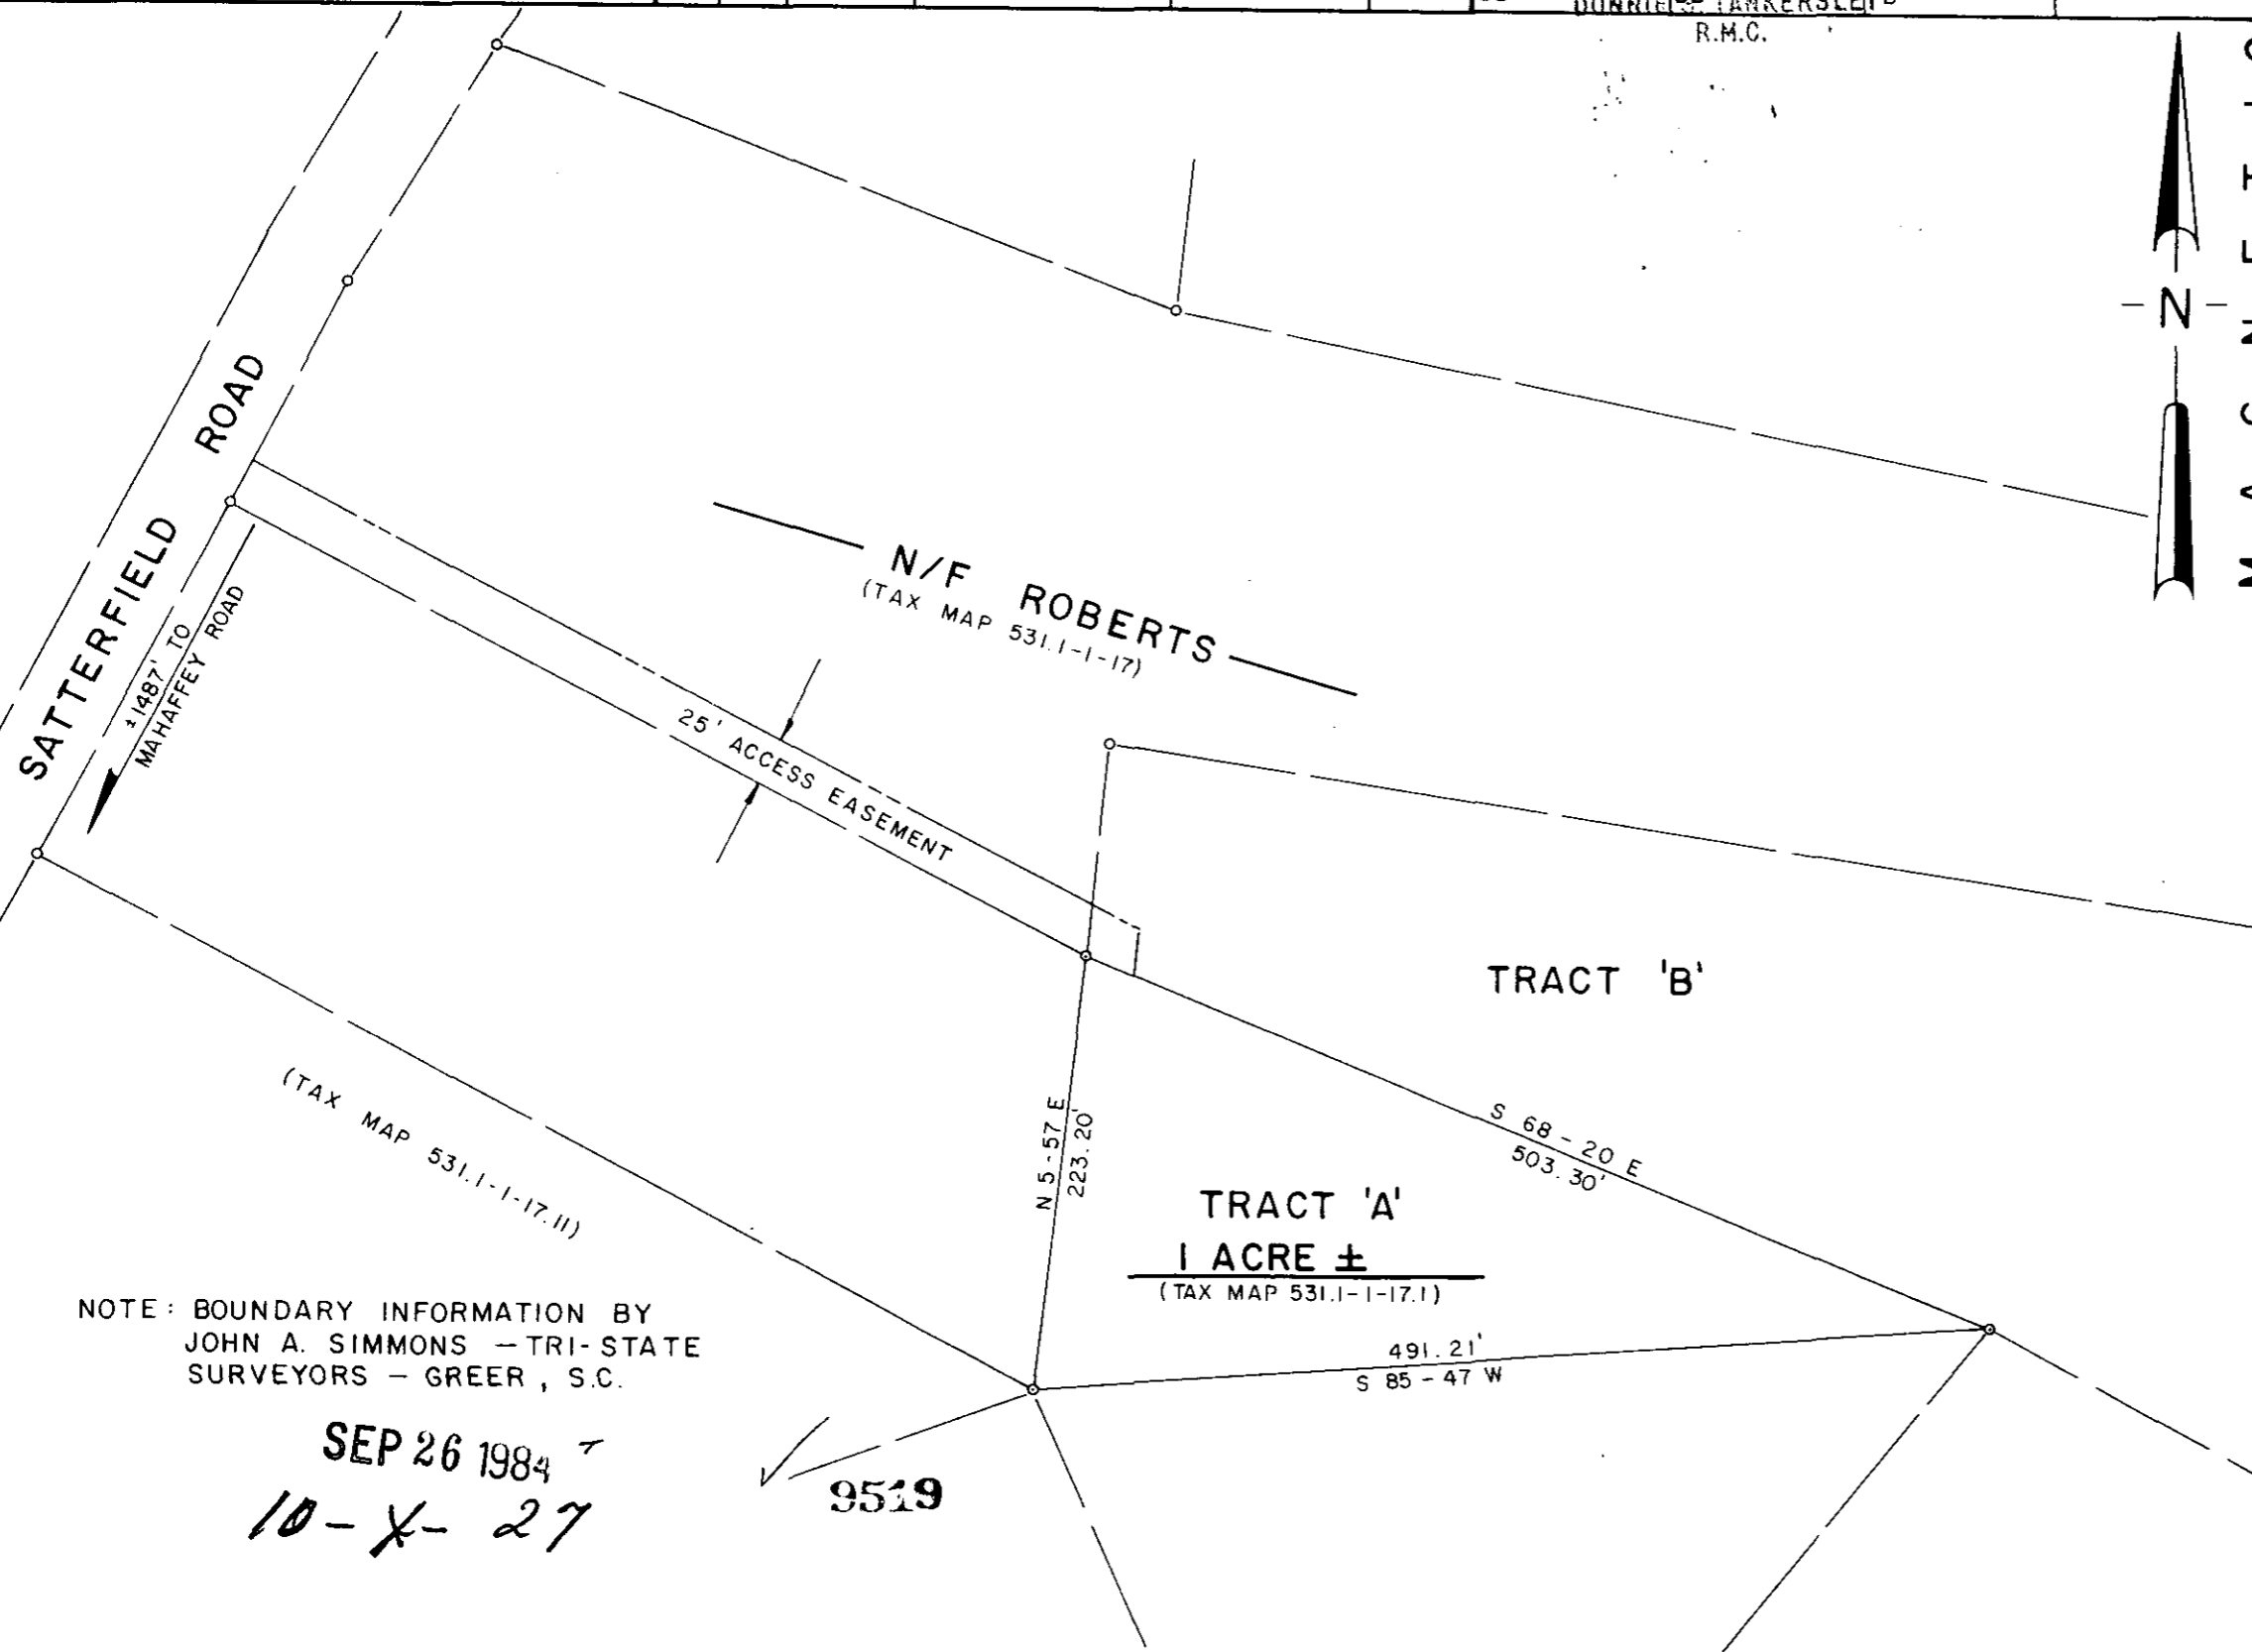 R.M.C.
- N -
SATTERFIELD ROAD
± 1487' TO
MAHAFFEY ROAD
N/F ROBERTS
(TAX MAP 531.1-1-17)
25' ACCESS EASEMENT
TRACT 'B'
S 68-20 E
503.30'
N 5-57 E
223.20'
TRACT 'A'
1 ACRE ±
(TAX MAP 531.1-1-17.1)
491.21'
S 85-47 W
(TAX MAP 531.1-1-17.11)
NOTE: BOUNDARY INFORMATION BY
JOHN A. SIMMONS - TRI-STATE
SURVEYORS - GREER, S.C.
SEP 26 1984
10-X-27
9519